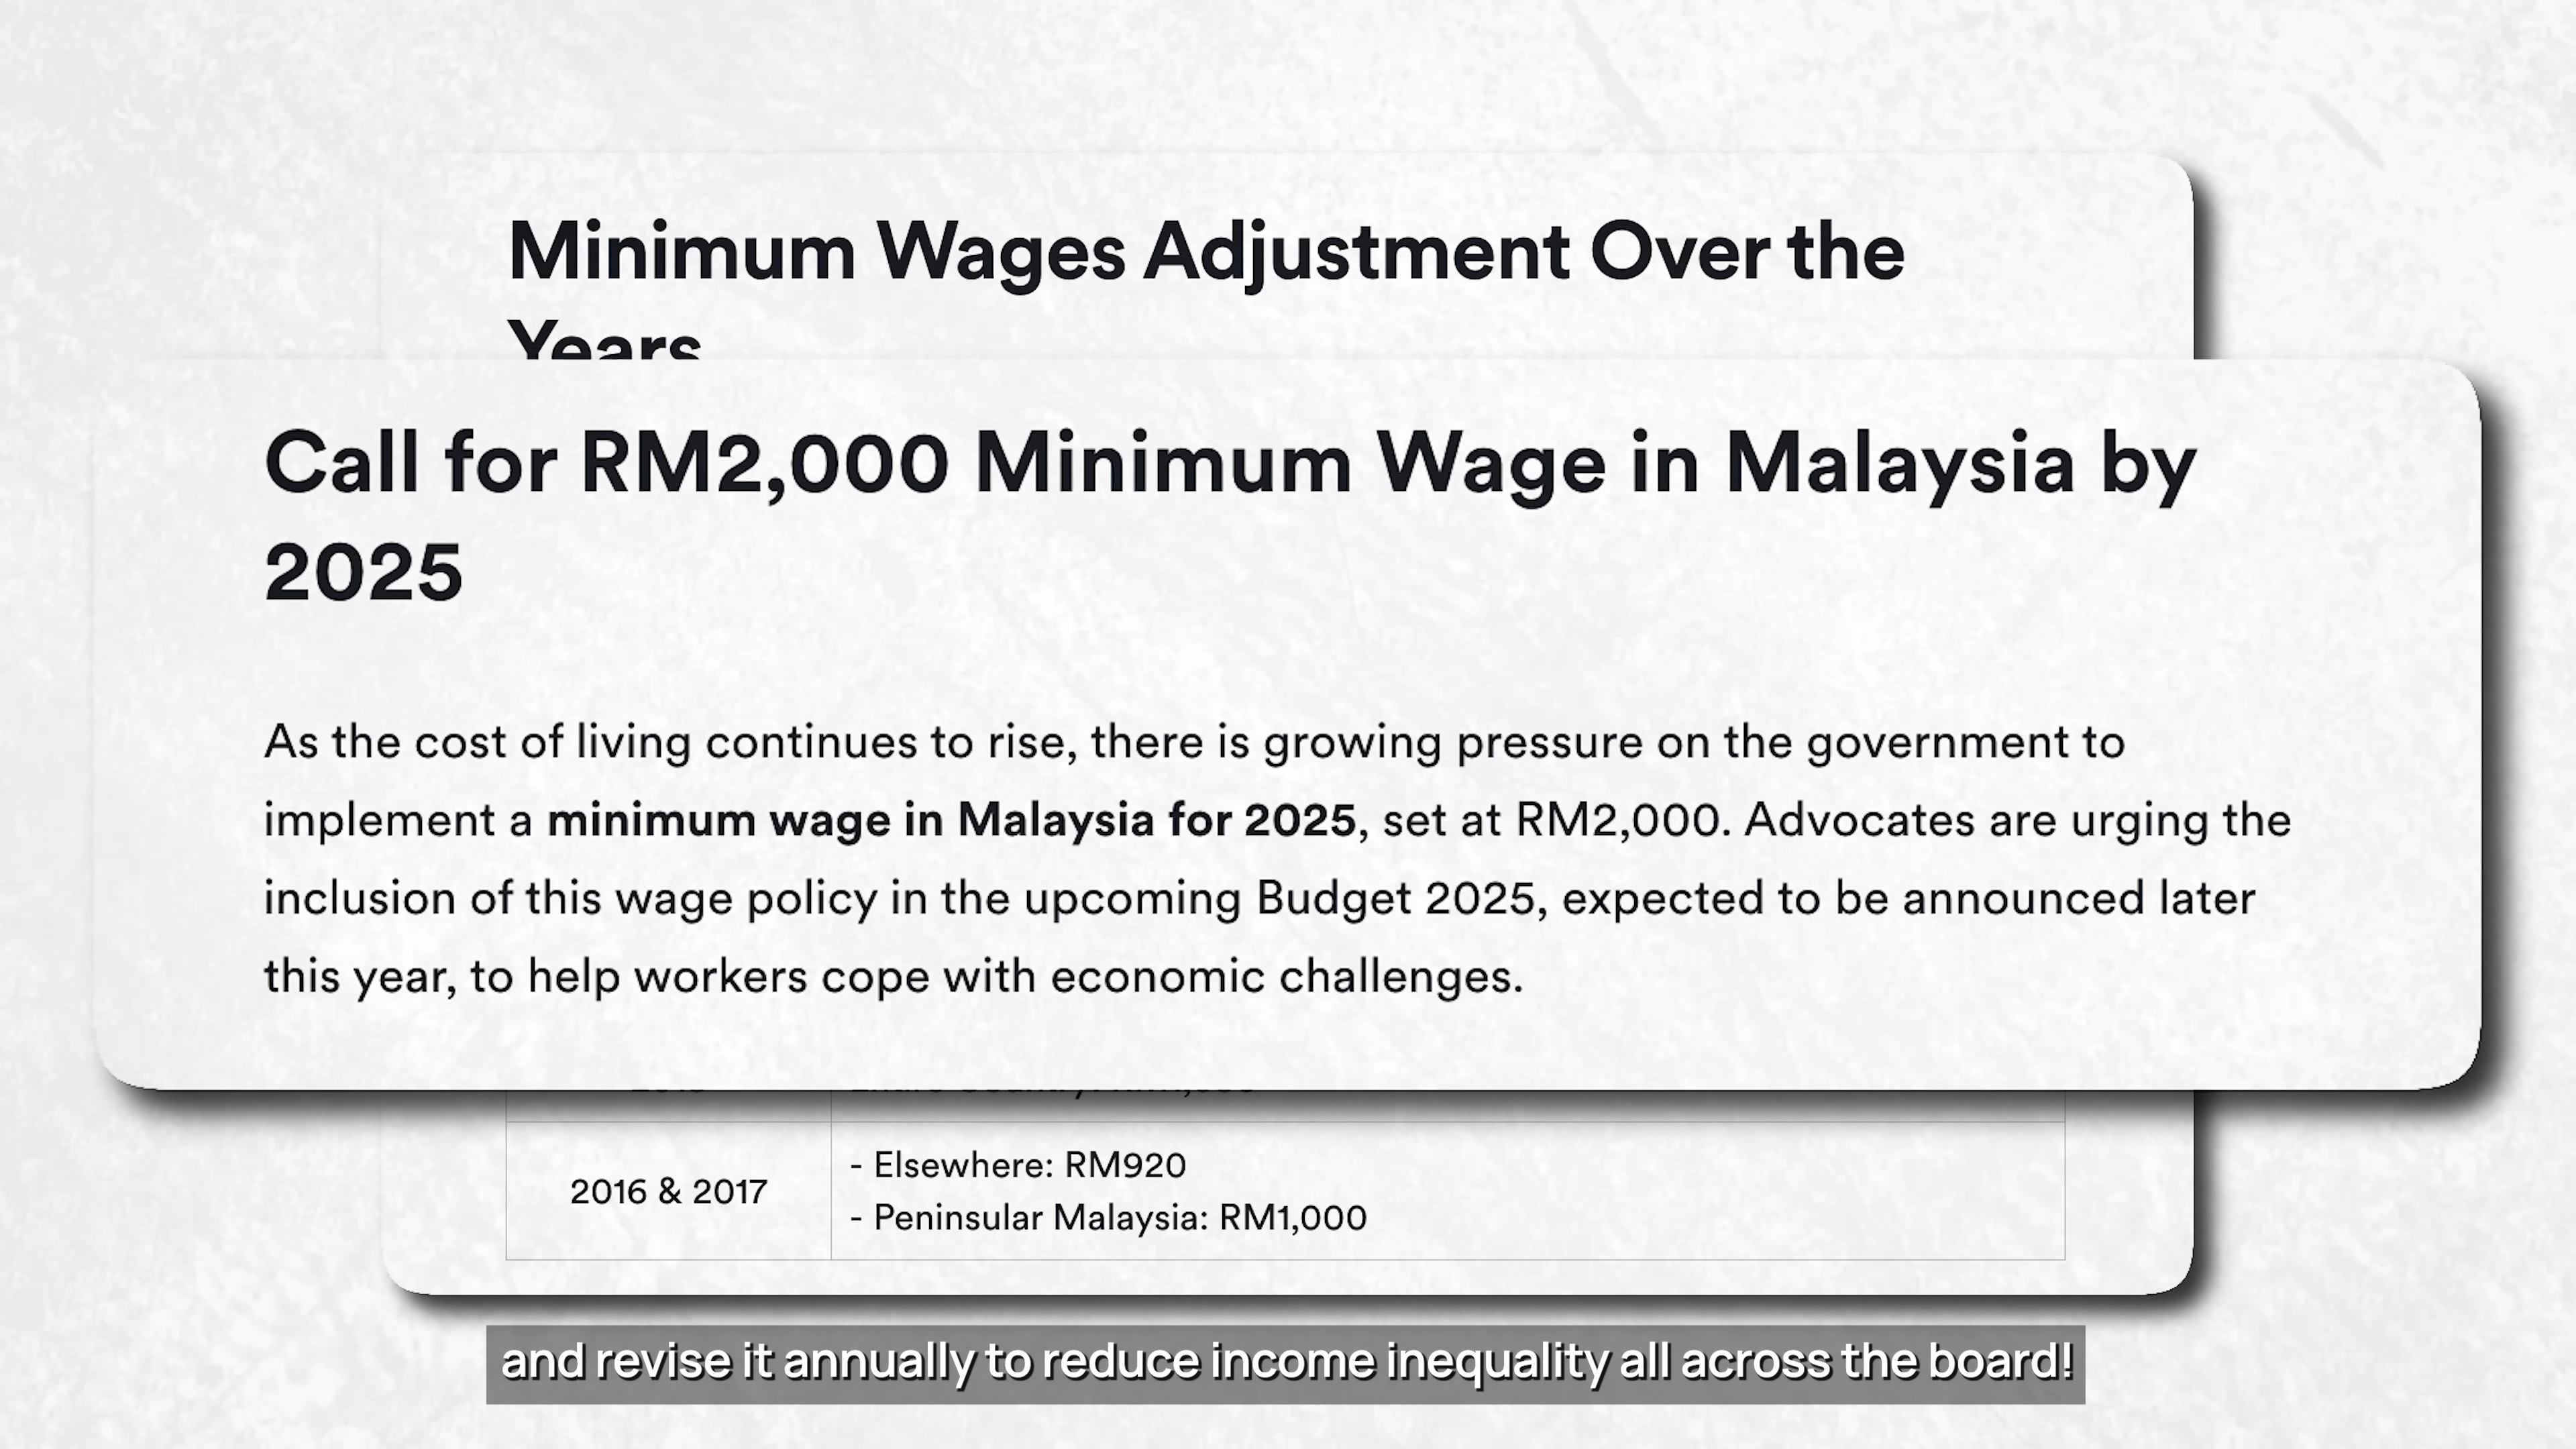 Minimum Wages Adjustment Over the
Years
Call for RM2,000 Minimum Wage in Malaysia by
2025
As the cost of living continues to rise, there is growing pressure on the government to
implement a minimum wage in Malaysia for 2025, set at RM2,000. Advocates are urging the
inclusion of this wage policy in the upcoming Budget 2025, expected to be announced later
this year, to help workers cope with economic challenges.
2016 & 2017
- Elsewhere: RM920
- Peninsular Malaysia: RM1,000
and revise it annually to reduce income inequality all across the board!